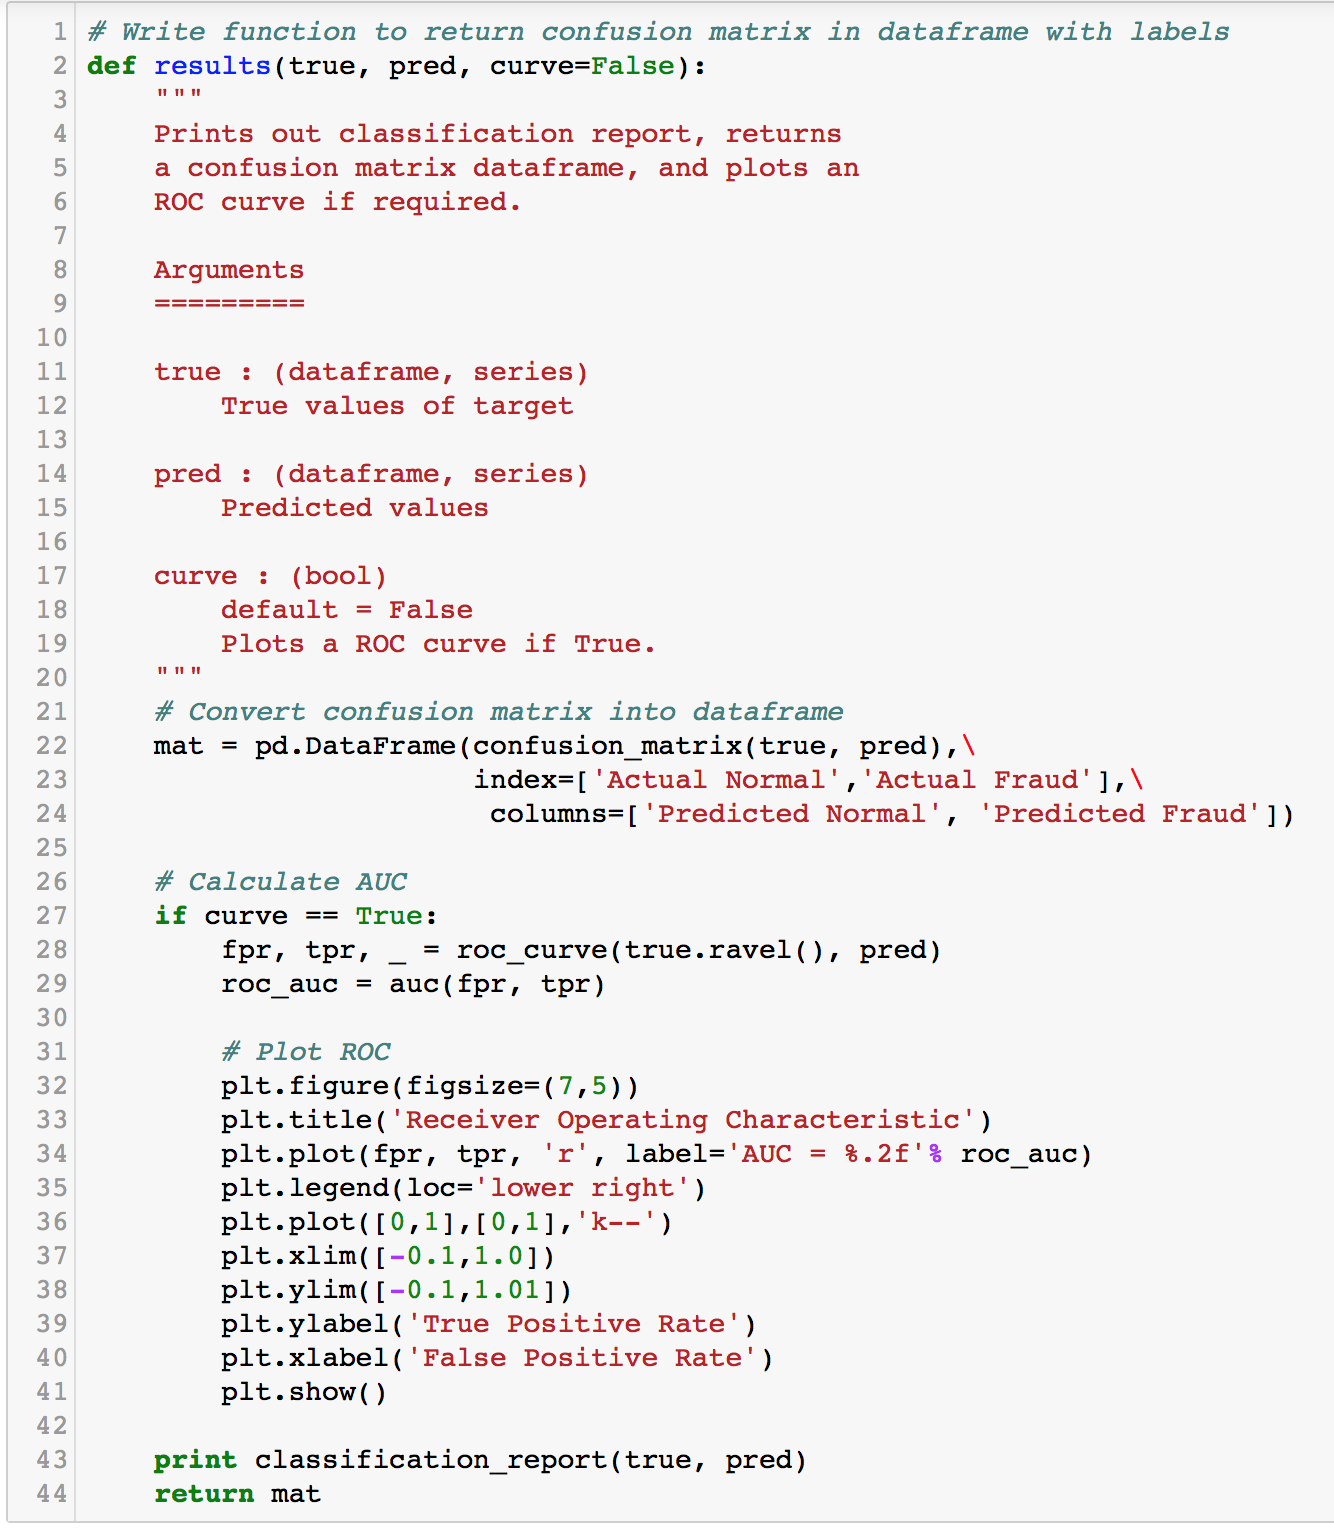 1 # Write function to return confusion matrix in dataframe with labels
2 def results(true, pred, curve=False):
3     """
4     Prints out classification report, returns
5     a confusion matrix dataframe, and plots an
6     ROC curve if required.
7
8     Arguments
9     =========
10
11     true : (dataframe, series)
12         True values of target
13
14     pred : (dataframe, series)
15         Predicted values
16
17     curve : (bool)
18         default = False
19         Plots a ROC curve if True.
20     """
21     # Convert confusion matrix into dataframe
22     mat = pd.DataFrame(confusion_matrix(true, pred),\
23                        index=['Actual Normal','Actual Fraud'],\
24                         columns=['Predicted Normal', 'Predicted Fraud'])
25
26     # Calculate AUC
27     if curve == True:
28         fpr, tpr, _ = roc_curve(true.ravel(), pred)
29         roc_auc = auc(fpr, tpr)
30
31         # Plot ROC
32         plt.figure(figsize=(7,5))
33         plt.title('Receiver Operating Characteristic')
34         plt.plot(fpr, tpr, 'r', label='AUC = %.2f'% roc_auc)
35         plt.legend(loc='lower right')
36         plt.plot([0,1],[0,1],'k--')
37         plt.xlim([-0.1,1.0])
38         plt.ylim([-0.1,1.01])
39         plt.ylabel('True Positive Rate')
40         plt.xlabel('False Positive Rate')
41         plt.show()
42
43     print classification_report(true, pred)
44     return mat